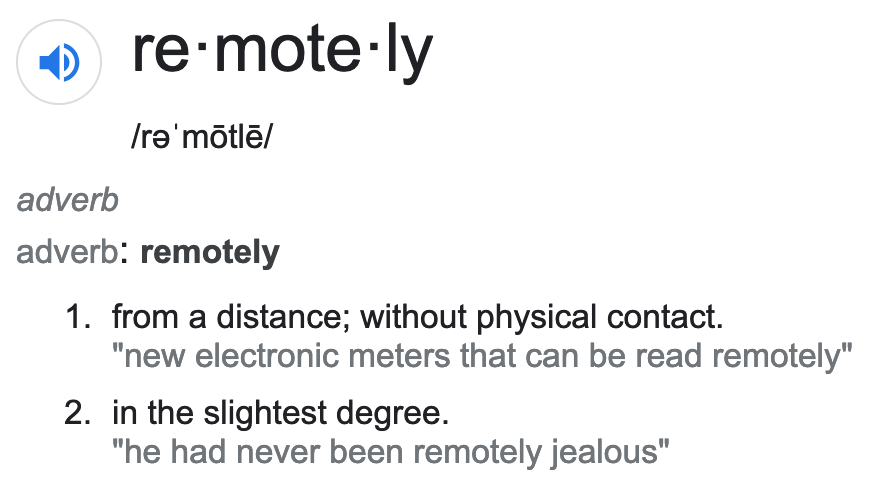 re·mote·ly
/rəˈmōtlē/
adverb
adverb: remotely
1. from a distance; without physical contact.
"new electronic meters that can be read remotely"
2. in the slightest degree.
"he had never been remotely jealous"